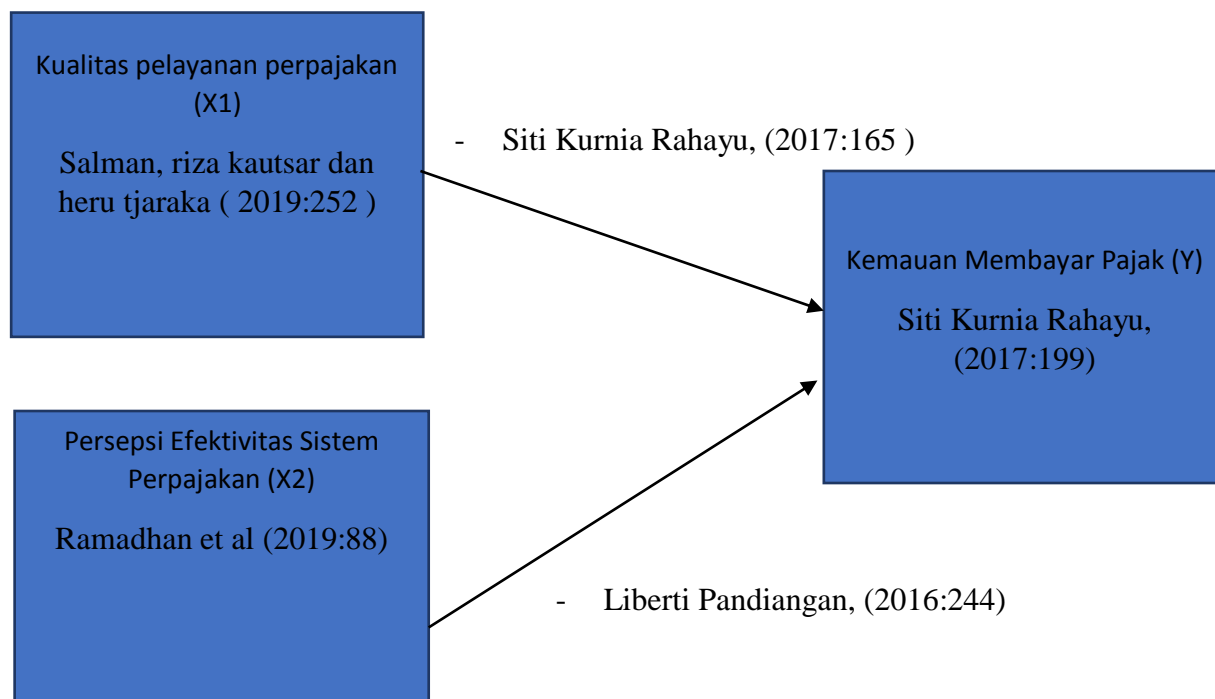 Kualitas pelayanan perpajakan
(X1)
Salman, riza kautsar dan
heru tjaraka ( 2019:252 )
- Siti Kurnia Rahayu, (2017:165 )
Kemauan Membayar Pajak (Y)
Siti Kurnia Rahayu,
(2017:199)
Persepsi Efektivitas Sistem
Perpajakan (X2)
Ramadhan et al (2019:88)
- Liberti Pandiangan, (2016:244)